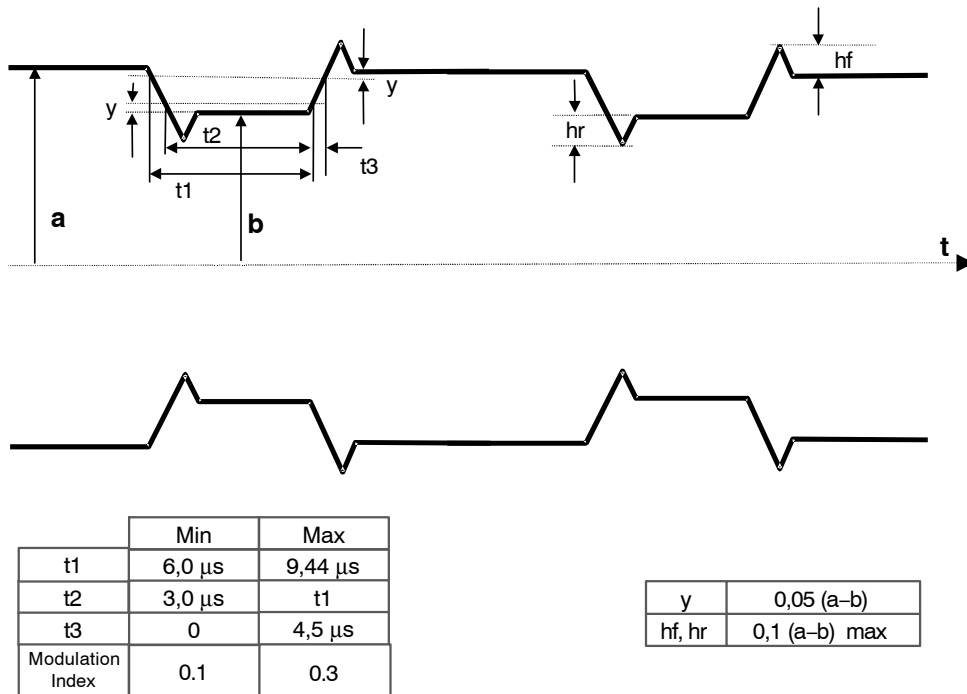 hf
y
y
hr
t2
t3
t1
a
b
t
Min Max
t1 6,0 μs 9,44 μs
t2 3,0 μs t1
t3 0 4,5 μs
Modulation
Index 0.1 0.3
y 0,05 (a–b)
hf, hr 0,1 (a–b) max